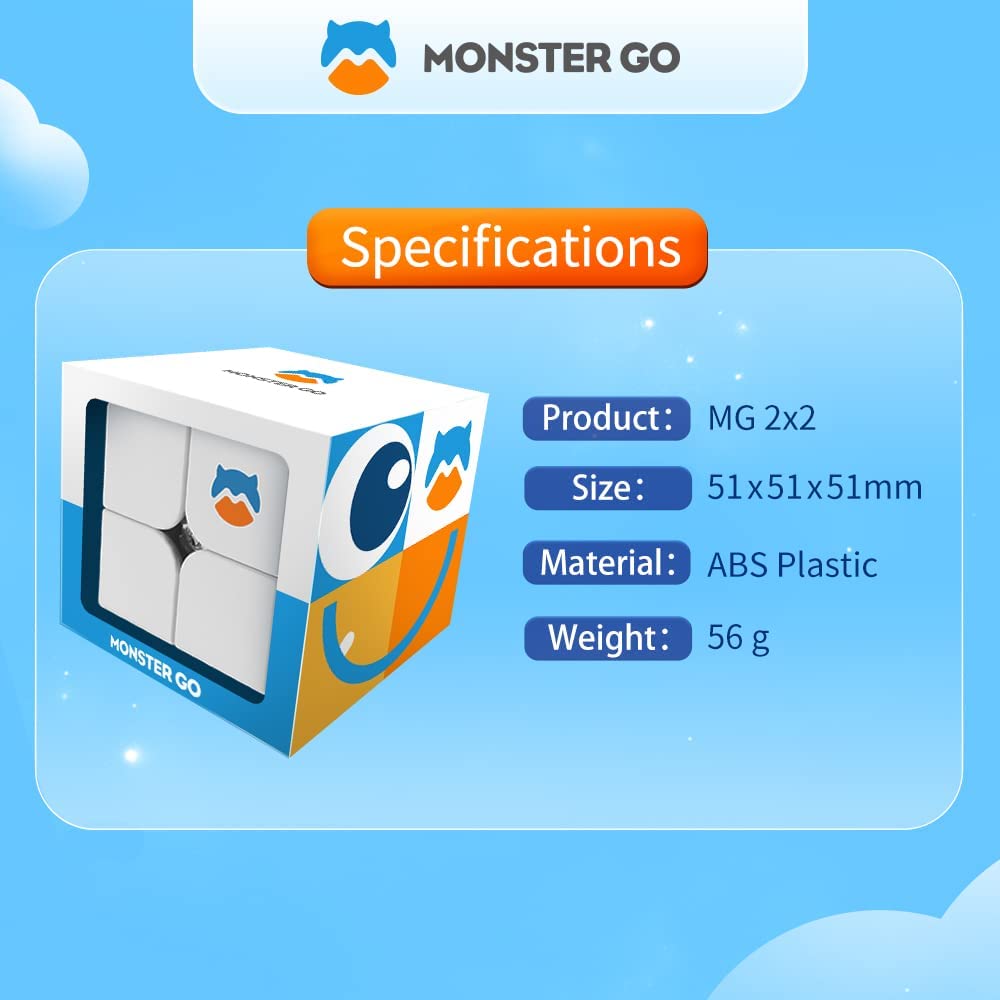 MONSTER GO
Specifications
MONSTER GO
MONSTER GO
Product: MG 2x2
Size: 51x51x51mm
Material: ABS Plastic
Weight: 56 g